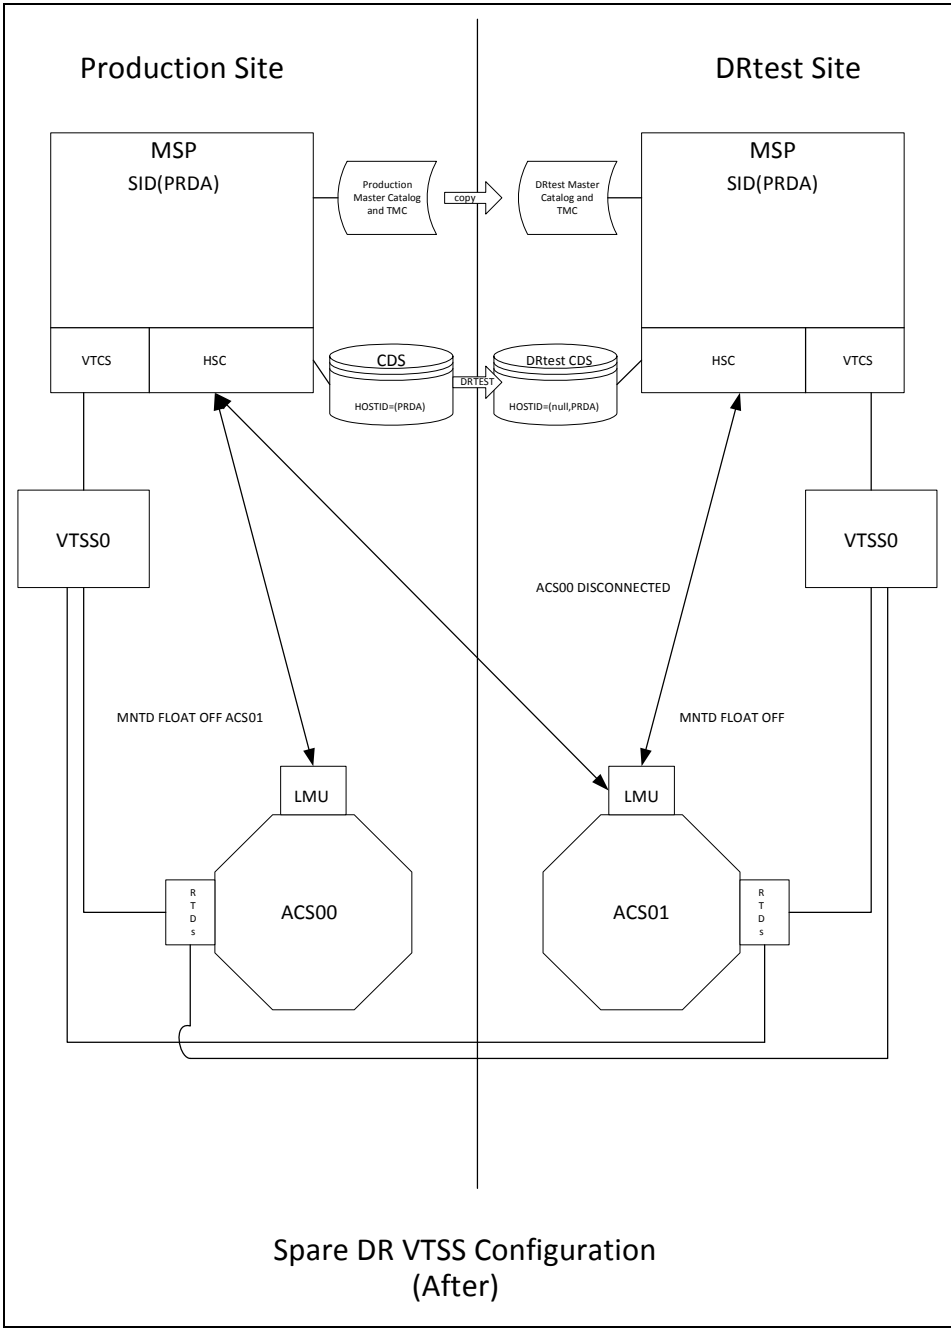 Production Site
DRtest Site
MSP
SID(PRDA)
MSP
SID(PRDA)
Production
Master Catalog
and TMC
copy
DRtest Master
Catalog and
TMC
VTCS
HSC
CDS
HOSTID=(PRDA)
DRTEST
DRtest CDS
HOSTID=(null,PRDA)
HSC
VTCS
VTSS0
VTSS0
ACS00 DISCONNECTED
MNTD FLOAT OFF ACS01
MNTD FLOAT OFF
LMU
LMU
R
T
D
s
ACS00
ACS01
R
T
D
s
Spare DR VTSS Configuration
(After)